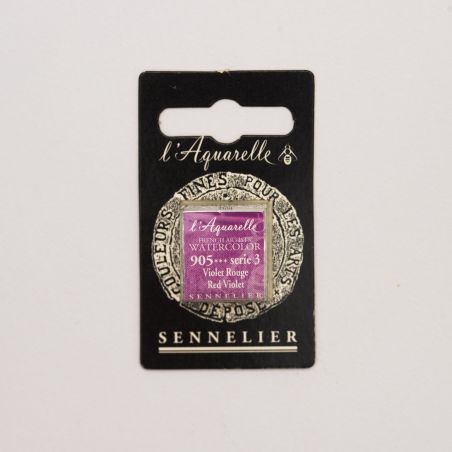 l'Aquarelle
COULEURS FINES POUR LES ARTS
l'Aquarelle
FRENCH ARTISTS'
WATERCOLOR
905 *** serie 3
Violet Rouge
Red Violet
SENNELIER
DÉPOSÉ
SENNELIER